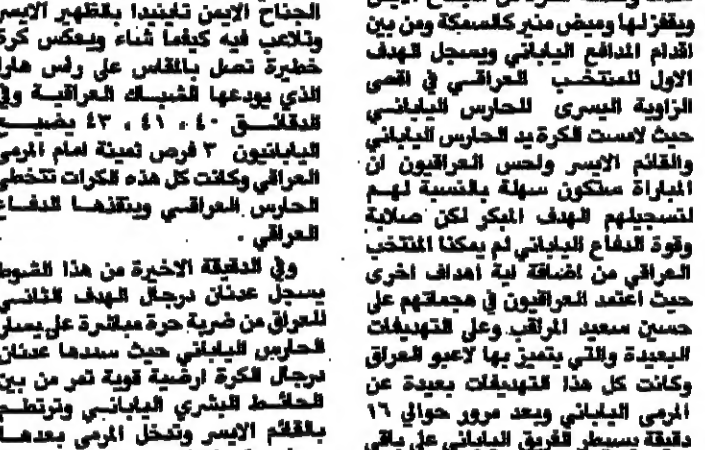 ويقفز لها وميض منير كالسمكة ومن بين
اقدام المدافع الياباني ويسجل الهدف
الاول للمنتخب العراقي في اقصى
الزاوية اليسرى للحارس الياباني
حيث لامست الكرة يد الحارس الياباني
والقائم الايسر واحس العراقيون ان
المباراة ستكون سهلة بالنسبة لهم
لتسجيلهم الهدف المبكر لكن صلابة
وقوة الدفاع الياباني لم يمكنا المنتخب
العراقي من اضافة اية اهداف اخرى
حيث اعتمد العراقيون في هجماتهم على
حسين سعيد المراقب وعلى التهديفات
البعيدة والتي يتميز بها لاعبو العراق
وكانت كل هذا التهديفات بعيدة عن
المرمى الياباني وبعد مرور حوالي ١٦
دقيقة يسيطر الفريق الياباني على باقي
الجناح الايمن تاينيدا بالظهير الايسر
وتلاعب فيه كيفما شاء ويعكس كرة
خطيرة تصل بالمقاس على رأس هارا
الذي يودعها الشباك العراقية وفي
الدقائق ٤٠ ، ٤١ ، ٤٣ يضيع
اليابانيون ٣ فرص ثمينة امام المرمى
العراقي وكانت كل هذه الكرات تتخطى
الحارس العراقي وينقذها الدفاع
العراقي .
وفي الدقيقة الاخيرة من هذا الشوط
يسجل عدنان درجال الهدف الثاني
للعراق من ضربة حرة مباشرة على يسار
الحارس الياباني حيث سددها عدنان
درجال الكرة ارضية قوية تمر من بين
الحائط البشري الياباني وترتطم
بالقائم الايسر وتدخل المرمى بعدها